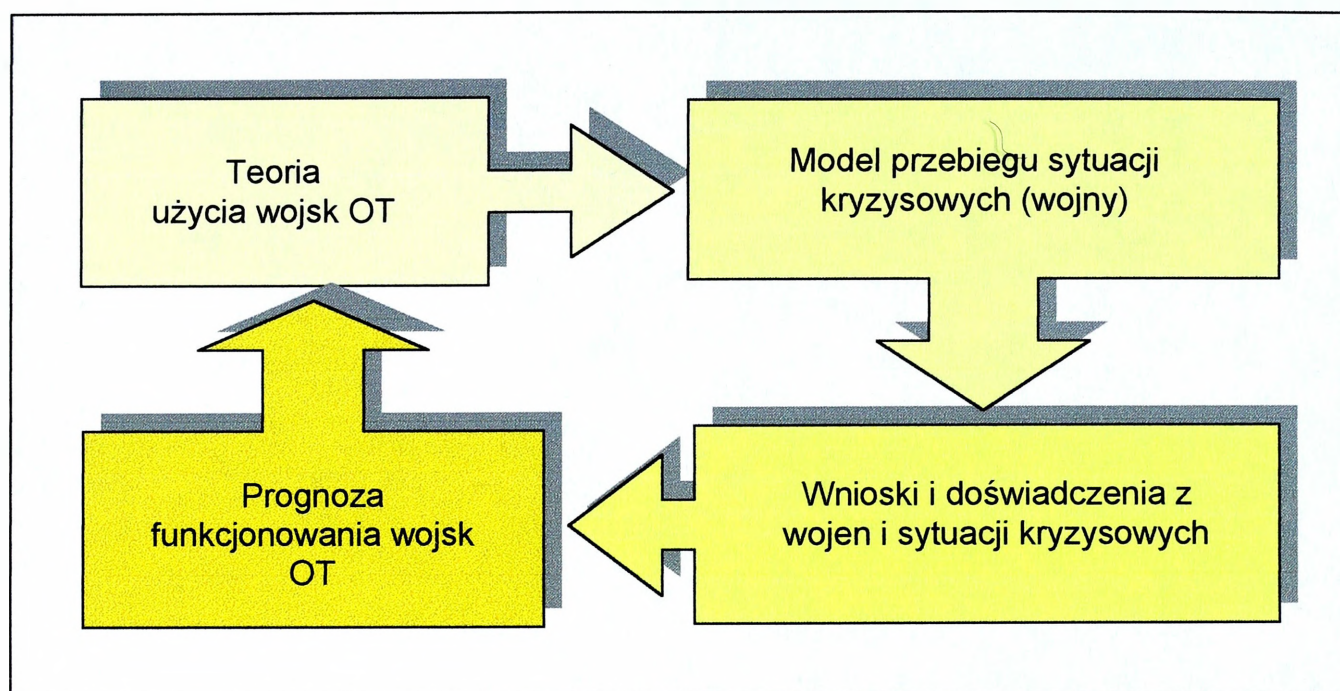 Teoria
użycia wojsk OT
Model przebiegu sytuacji
kryzysowych (wojny)
Wnioski i doświadczenia z
wojen i sytuacji kryzysowych
Prognoza
funkcjonowania wojsk
OT